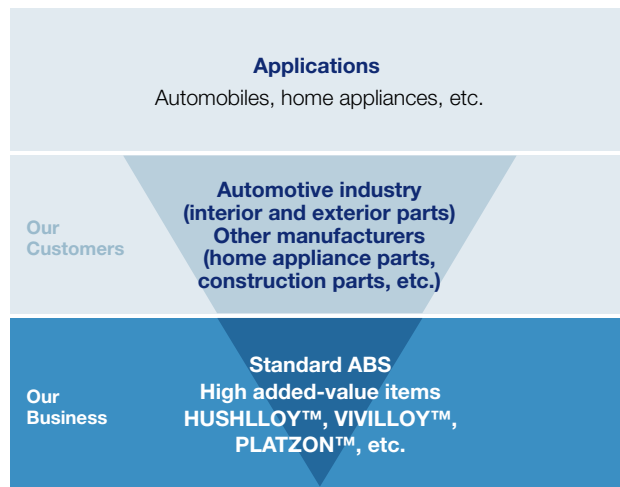 Applications
Automobiles, home appliances, etc.
Our
Customers
Automotive industry
(interior and exterior parts)
Other manufacturers
(home appliance parts,
construction parts, etc.)
Our
Business
Standard ABS
High added-value items
HUSHLLOY™, VIVILLOY™,
PLATZON™, etc.